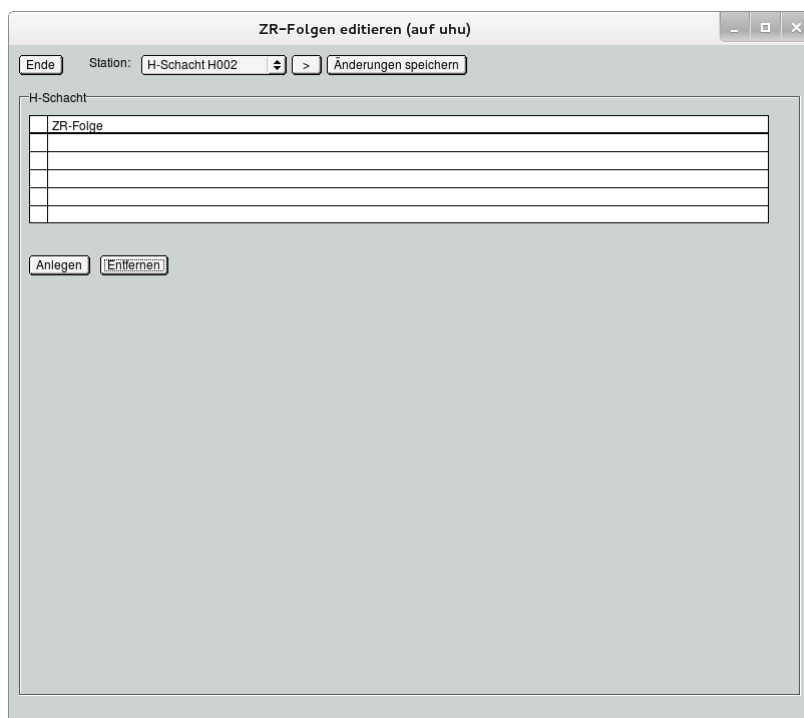 ZR-Folgen editieren (auf uhu)
Ende Station: H-Schacht H002 > Änderungen speichern
H-Schacht
ZR-Folge
Anlegen Entfernen